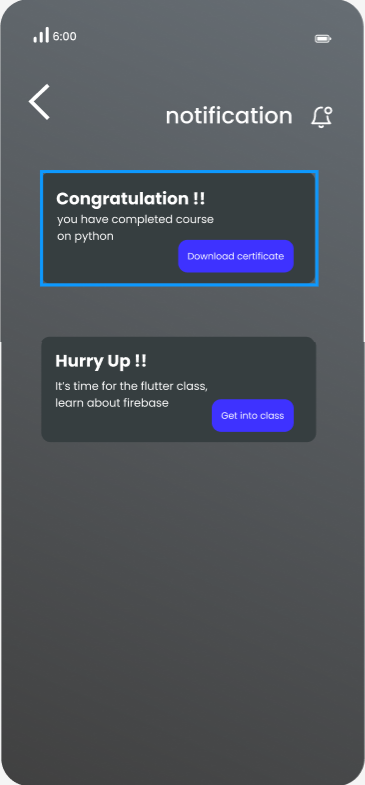 6:00
notification
Congratulation !!
you have completed course
on python
Download certificate
Hurry Up !!
It's time for the flutter class,
learn about firebase
Get into class